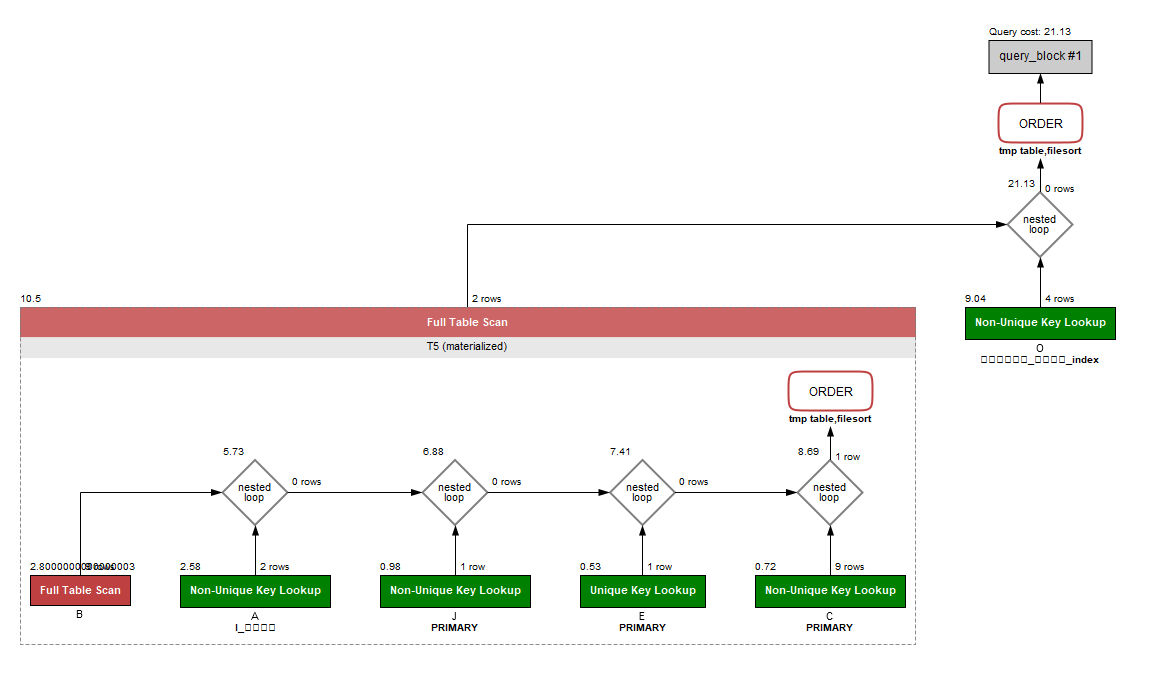 Query cost: 21.13
query_block #1
ORDER
tmp table,filesort
21.13
0 rows
nested
loop
10.5
2 rows
9.04
4 rows
Full Table Scan
Non-Unique Key Lookup
T5 (materialized)
O
□□□□□□_□□□□_index
ORDER
tmp table,filesort
5.73
0 rows
nested
loop
6.88
0 rows
nested
loop
7.41
0 rows
nested
loop
8.69
1 row
nested
loop
2.8000000000000003
Full Table Scan
B
2.58
2 rows
Non-Unique Key Lookup
A
I_□□□□
0.98
1 row
Non-Unique Key Lookup
J
PRIMARY
0.53
1 row
Unique Key Lookup
E
PRIMARY
0.72
9 rows
Non-Unique Key Lookup
C
PRIMARY